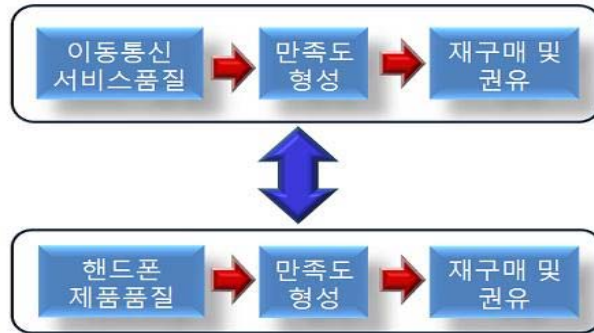 이동통신
서비스품질
만족도
형성
재구매 및
권유
핸드폰
제품품질
만족도
형성
재구매 및
권유